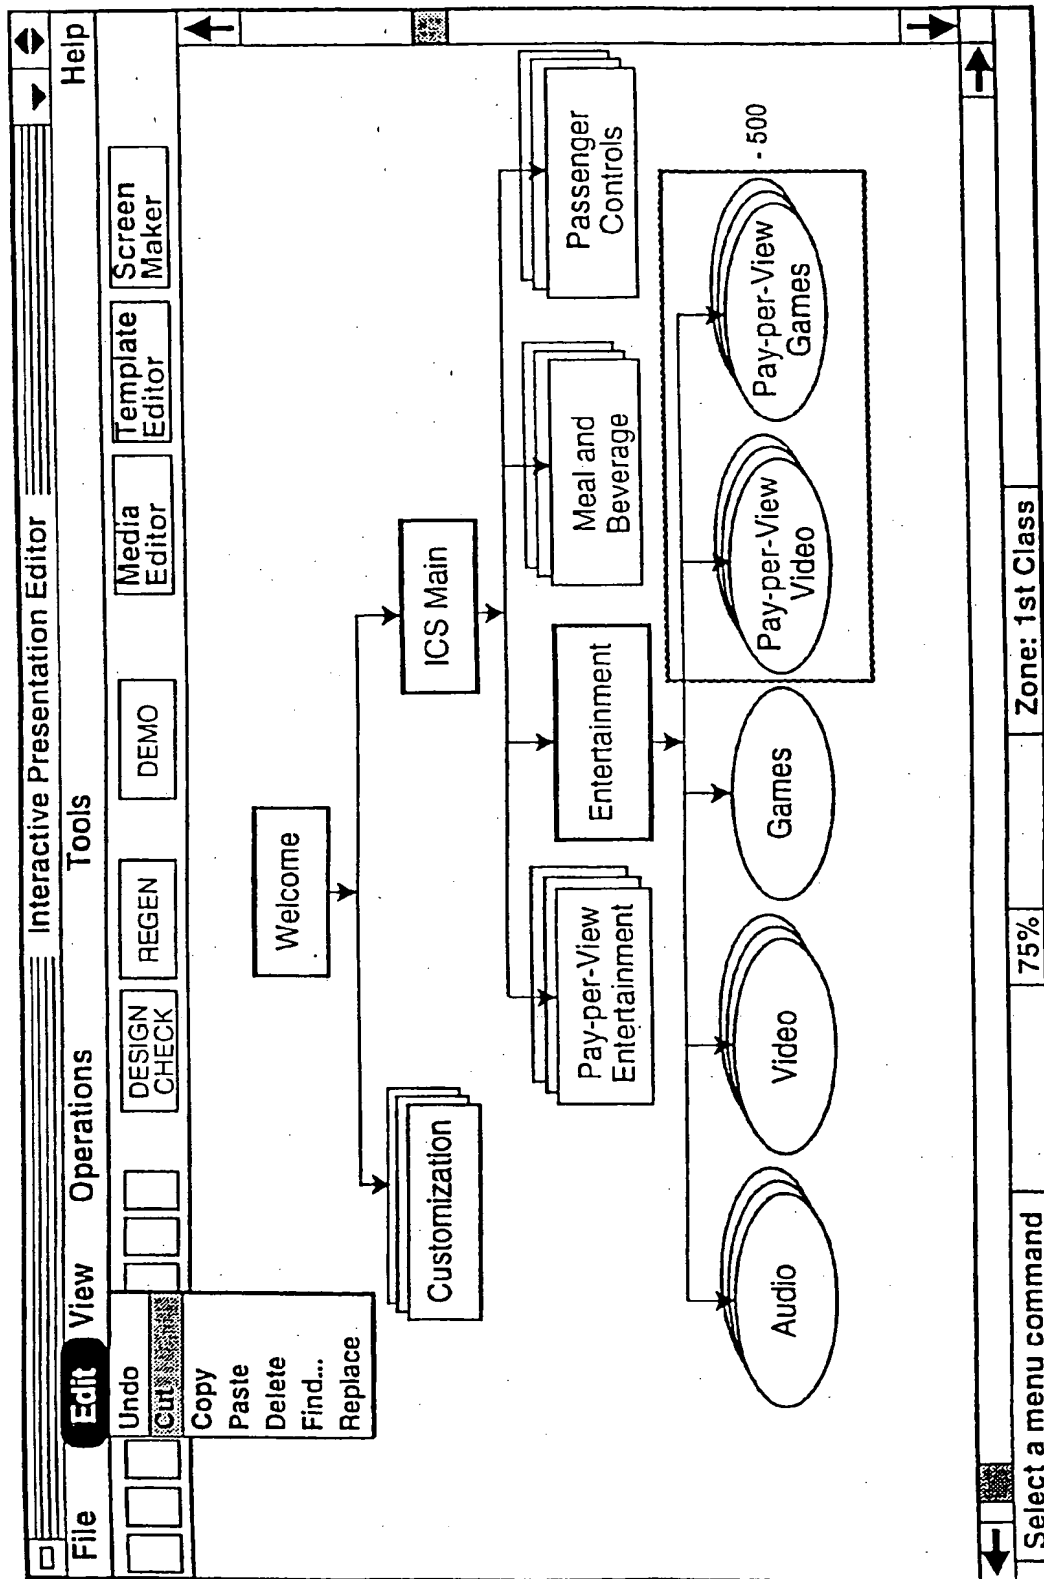 Interactive Presentation Editor
File Edit View Operations Tools Help
Undo
Cut
Copy
Paste
Delete
Find...
Replace
DESIGN
CHECK
REGEN
DEMO
Media
Editor
Template
Editor
Screen
Maker
Welcome
Customization
ICS Main
Pay-per-View
Entertainment
Entertainment
Meal and
Beverage
Passenger
Controls
Audio
Video
Games
Pay-per-View
Video
Pay-per-View
Games
- 500
Select a menu command
75%
Zone: 1st Class